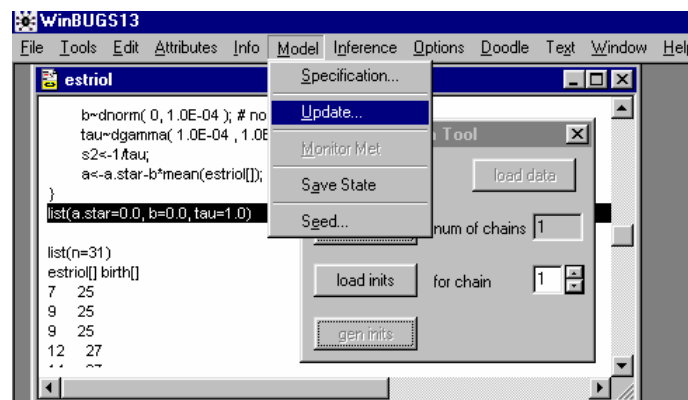 WinBUGS13
File Tools Edit Attributes Info Model Inference Options Doodle Text Window Help
estriol
b~dnorm( 0, 1.0E-04 ); # no
tau~dgamma( 1.0E-04 , 1.0E
s2<-1/tau;
a<-a.star-b*mean(estriol[]);
}
list(a.star=0.0, b=0.0, tau=1.0)
list(n=31)
estriol[] birth[]
7 25
9 25
9 25
12 27
Specification...
Update...
Monitor Met
Save State
Seed...
Tool
load data
num of chains 1
load inits for chain 1
gen inits